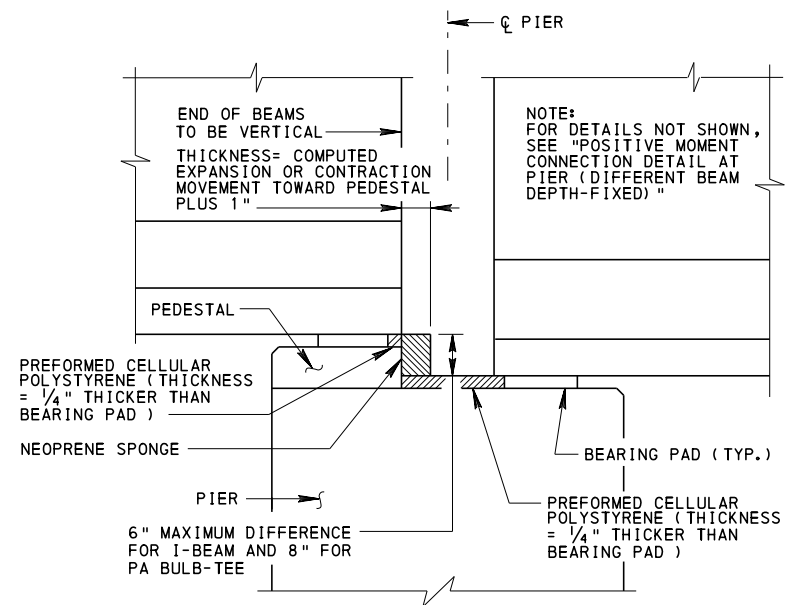 ℄ PIER
END OF BEAMS
TO BE VERTICAL
THICKNESS= COMPUTED
EXPANSION OR CONTRACTION
MOVEMENT TOWARD PEDESTAL
PLUS 1"
NOTE:
FOR DETAILS NOT SHOWN,
SEE "POSITIVE MOMENT
CONNECTION DETAIL AT
PIER (DIFFERENT BEAM
DEPTH-FIXED)"
PEDESTAL
PREFORMED CELLULAR
POLYSTYRENE (THICKNESS
= 1/4" THICKER THAN
BEARING PAD )
NEOPRENE SPONGE
BEARING PAD (TYP.)
PIER
6" MAXIMUM DIFFERENCE
FOR I-BEAM AND 8" FOR
PA BULB-TEE
PREFORMED CELLULAR
POLYSTYRENE (THICKNESS
= 1/4" THICKER THAN
BEARING PAD )